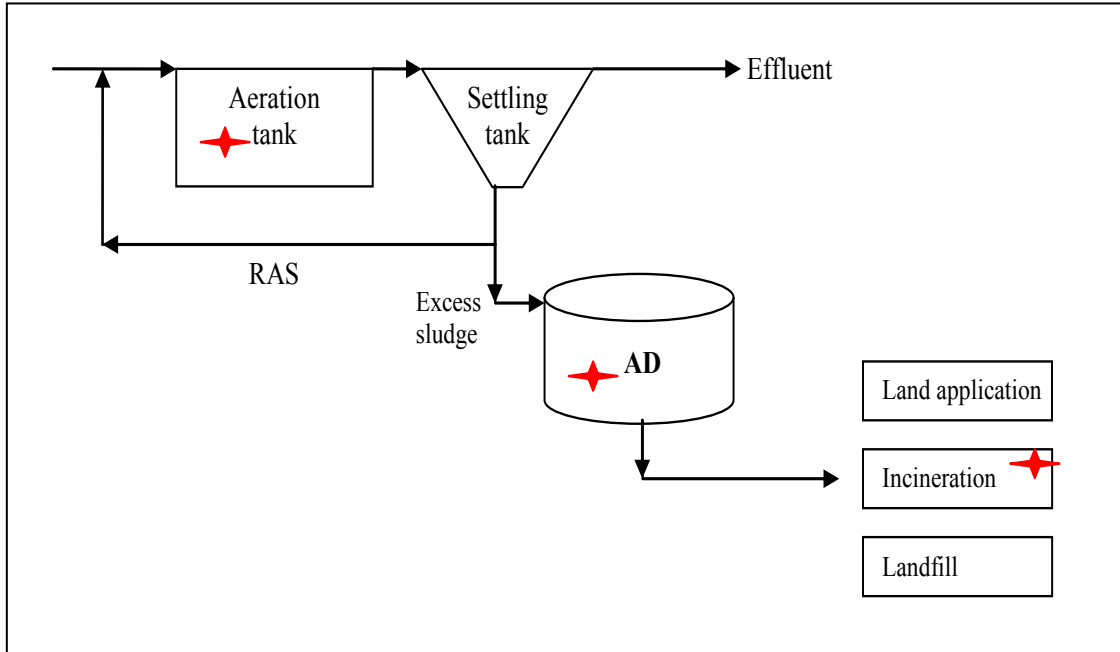 Aeration
tank
Settling
tank
Effluent
RAS
Excess
sludge
AD
Land application
Incineration
Landfill